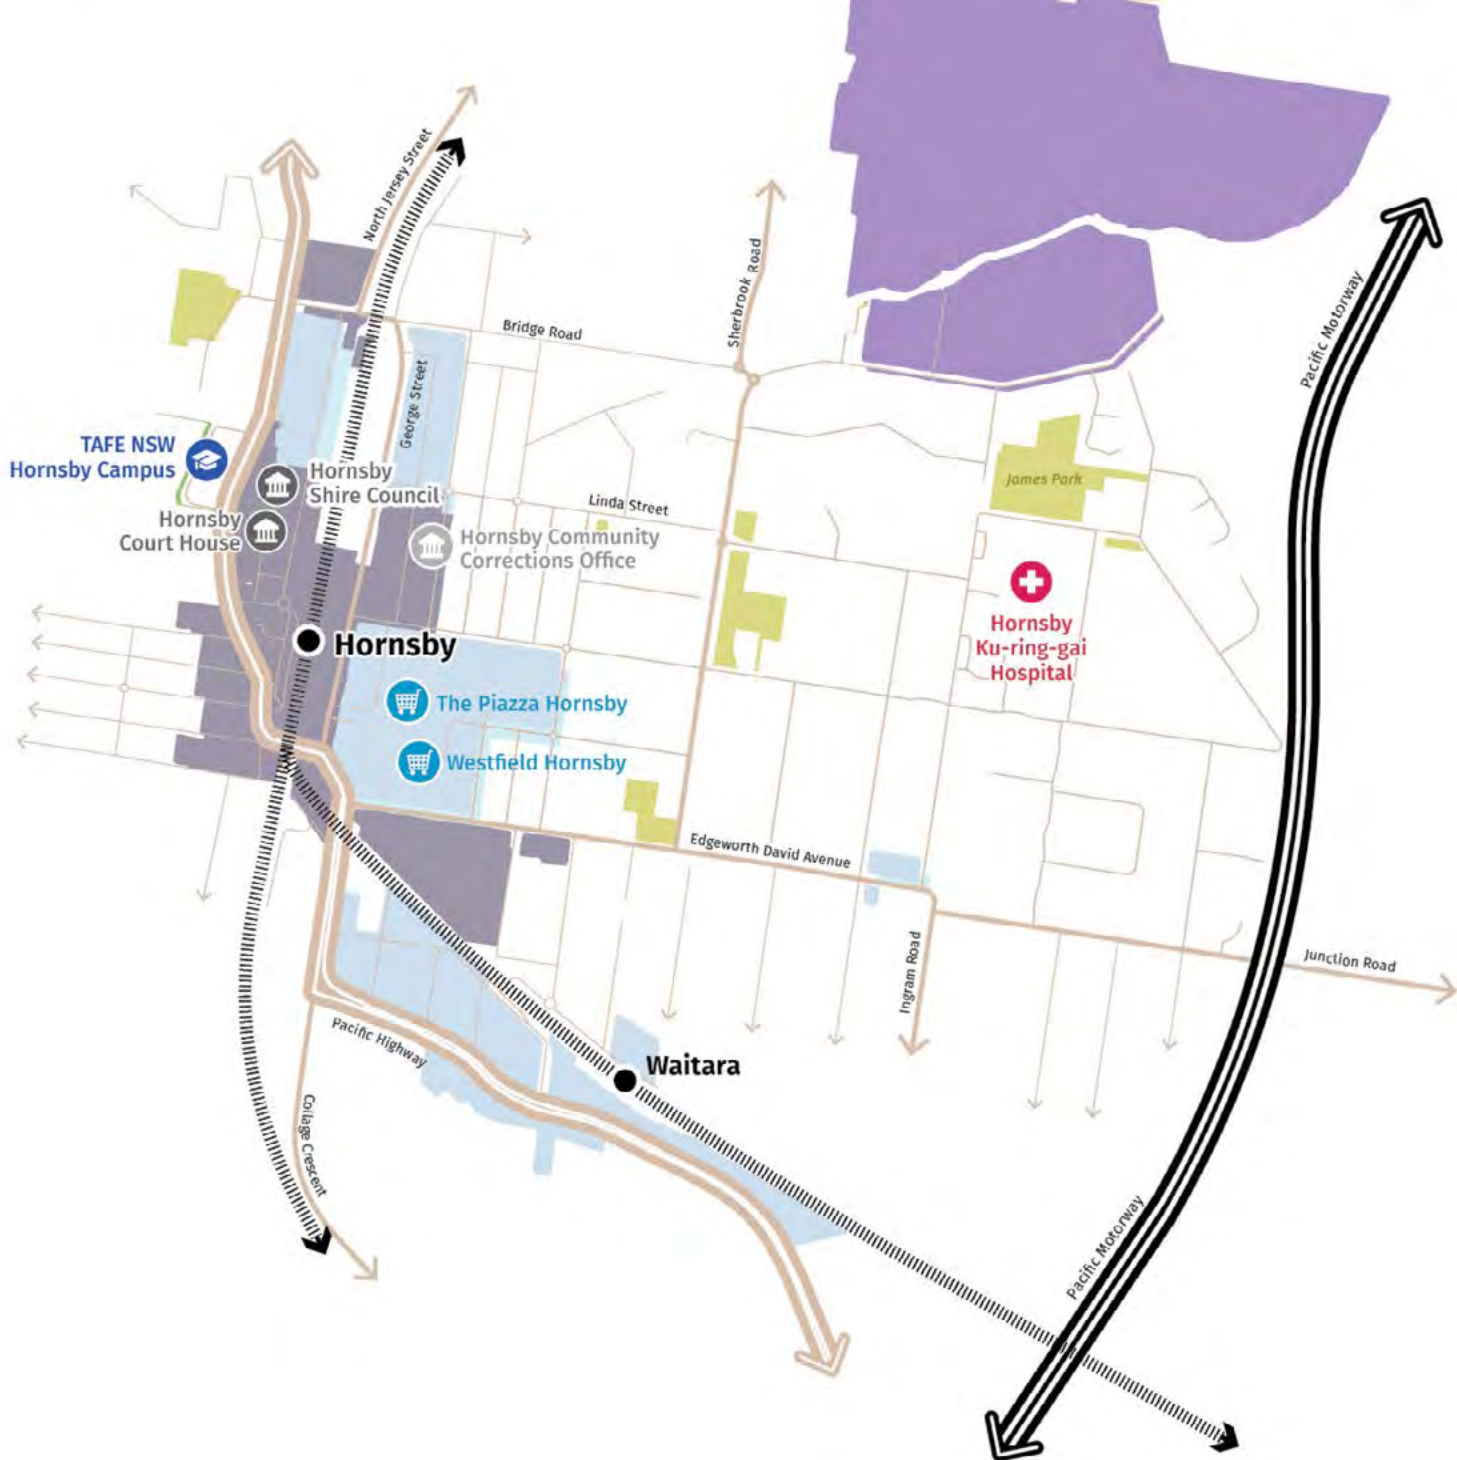 North Jersey Street
Sherbrook Road
Pacific Motorway
Bridge Road
George Street
TAFE NSW
Hornsby Campus
Hornsby
Shire Council
James Park
Linda Street
Hornsby
Court House
Hornsby Community
Corrections Office
Hornsby
Ku-ring-gai
Hospital
Hornsby
The Piazza Hornsby
Westfield Hornsby
Edgeworth David Avenue
Ingram Road
Junction Road
Pacific Highway
Waitara
Coilage Crescent
Pacific Motorway